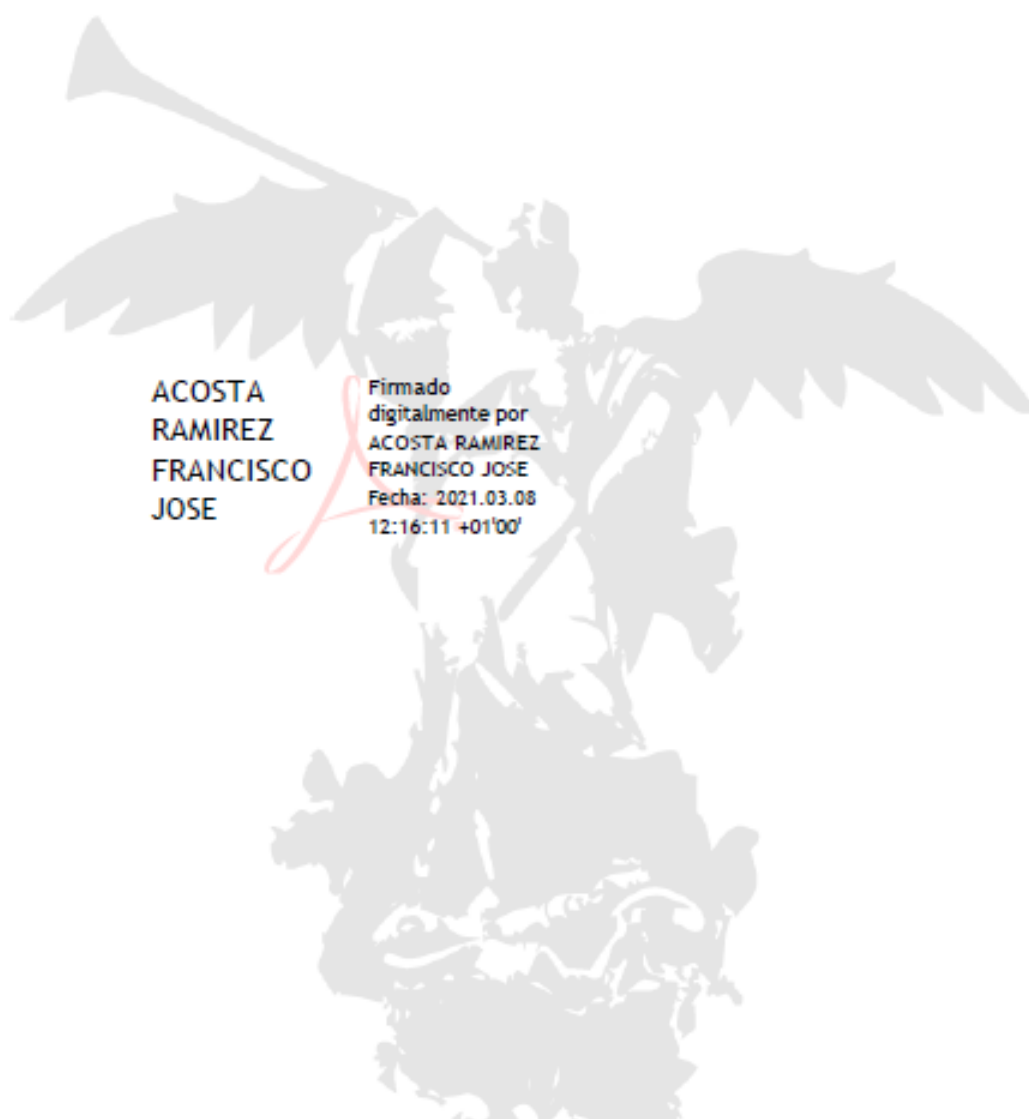 ACOSTA
RAMIREZ
FRANCISCO
JOSE
Firmado
digitalmente por
ACOSTA RAMIREZ
FRANCISCO JOSE
Fecha: 2021.03.08
12:16:11 +01'00'